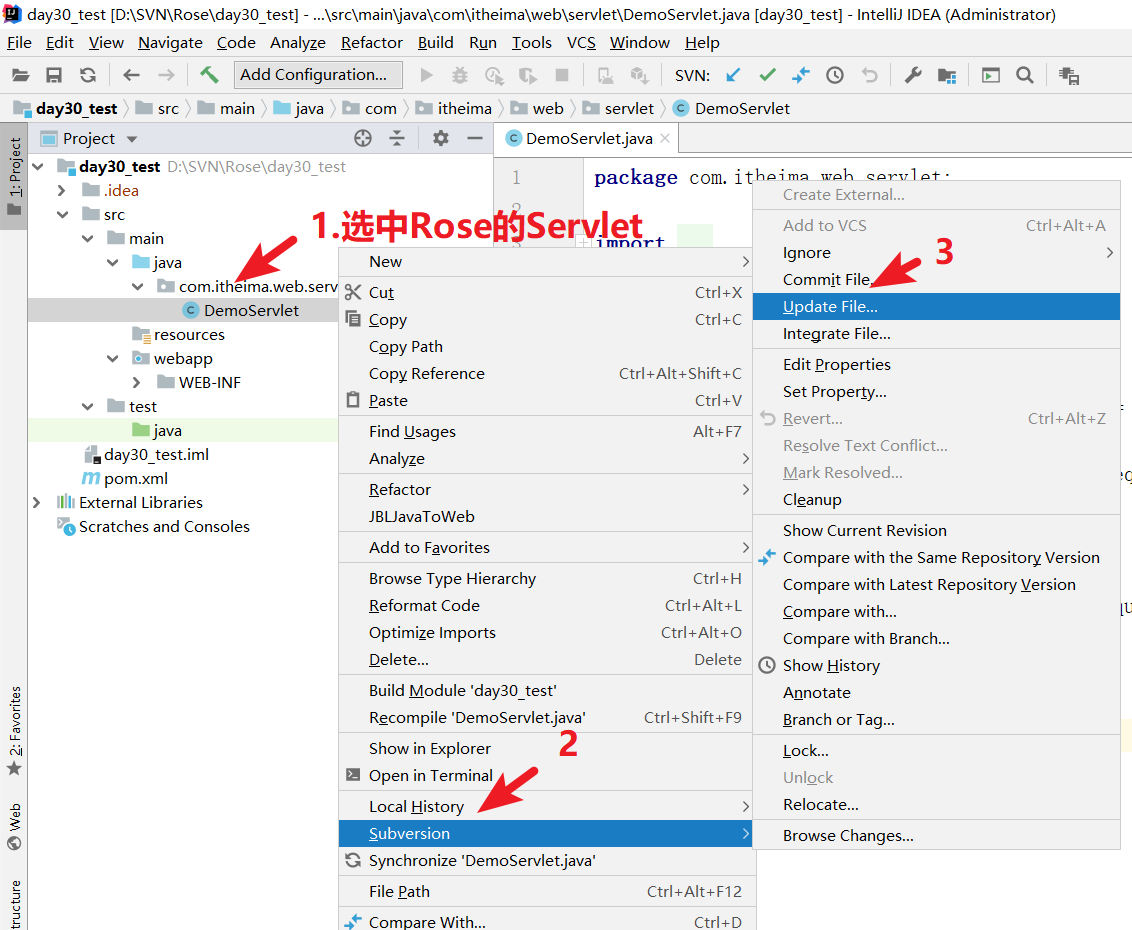 day30_test [D:\SVN\Rose\day30_test] - ...\src\main\java\com\itheima\web\servlet\DemoServlet.java [day30_test] - IntelliJ IDEA (Administrator)
File Edit View Navigate Code Analyze Refactor Build Run Tools VCS Window Help
Add Configuration... SVN:
day30_test src main java com itheima web servlet DemoServlet
1: Project
2: Favorites
Web
Project
day30_test D:\SVN\Rose\day30_test
.idea
src
main
java
com.itheima.web.serv
DemoServlet
resources
webapp
WEB-INF
test
java
day30_test.iml
pom.xml
External Libraries
Scratches and Consoles
DemoServlet.java
1 package com.itheima.web.servlet;
2
import
1.选中Rose的Servlet
New
Cut Ctrl+X
Copy Ctrl+C
Copy Path
Copy Reference Ctrl+Alt+Shift+C
Paste Ctrl+V
Find Usages Alt+F7
Analyze
Refactor
JBLJavaToWeb
Add to Favorites
Browse Type Hierarchy Ctrl+H
Reformat Code Ctrl+Alt+L
Optimize Imports Ctrl+Alt+O
Delete... Delete
Build Module 'day30_test'
Recompile 'DemoServlet.java' Ctrl+Shift+F9
Show in Explorer
2
Open in Terminal
Local History
Subversion
Synchronize 'DemoServlet.java'
File Path Ctrl+Alt+F12
Compare With... Ctrl+D
Create External...
Add to VCS Ctrl+Alt+A
Ignore
3
Commit File...
Update File...
Integrate File...
Edit Properties
Set Property...
Revert... Ctrl+Alt+Z
Resolve Text Conflict...
Mark Resolved...
Cleanup
Show Current Revision
Compare with the Same Repository Version
Compare with Latest Repository Version
Compare with...
Compare with Branch...
Show History
Annotate
Branch or Tag...
Lock...
Unlock
Relocate...
Browse Changes...